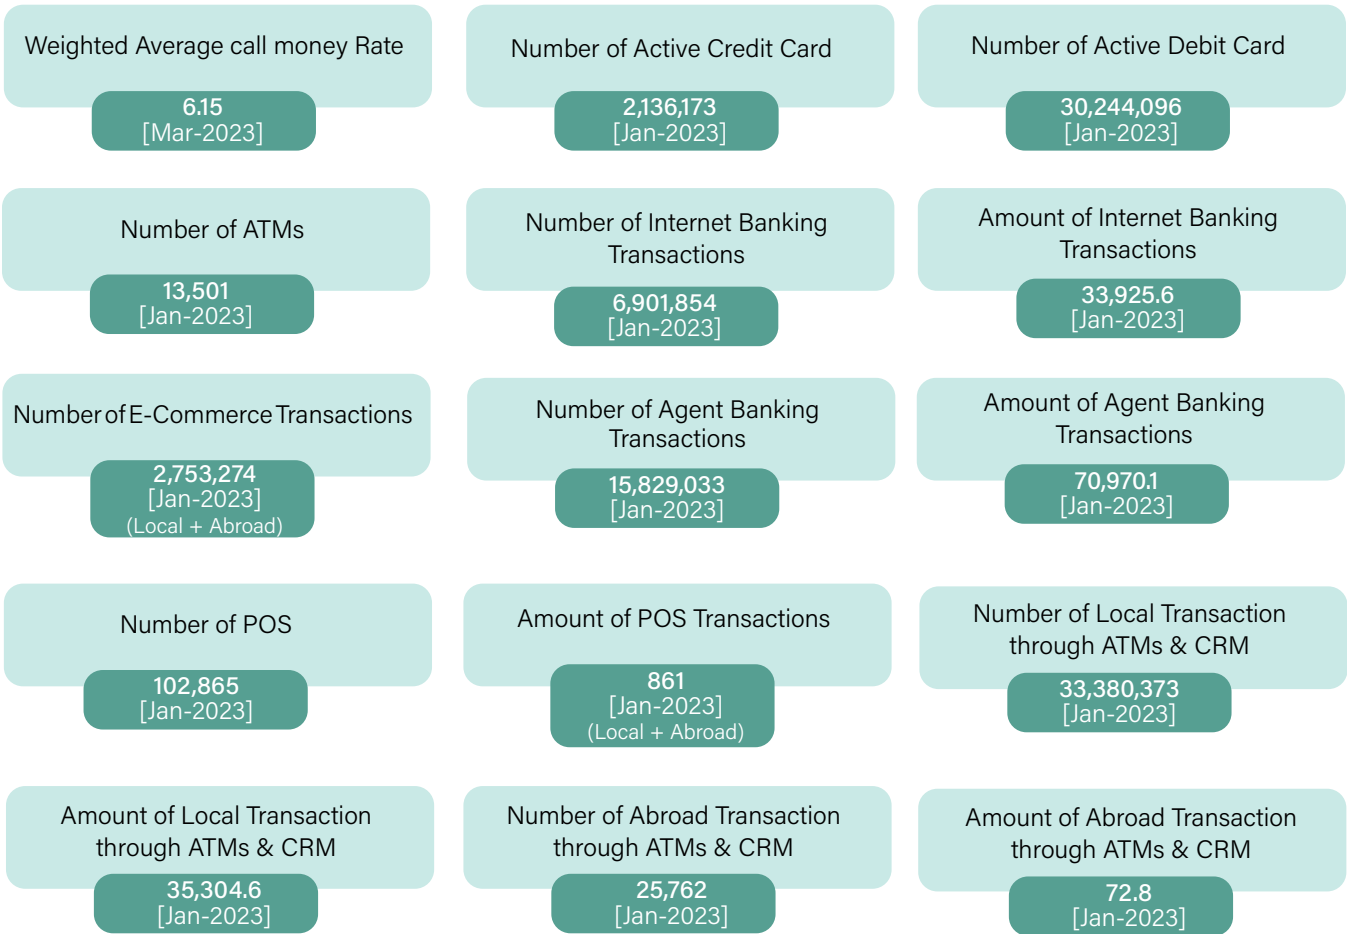 Weighted Average call money Rate
6.15
[Mar-2023]
Number of Active Credit Card
2,136,173
[Jan-2023]
Number of Active Debit Card
30,244,096
[Jan-2023]
Number of ATMs
13,501
[Jan-2023]
Number of Internet Banking
Transactions
6,901,854
[Jan-2023]
Amount of Internet Banking
Transactions
33,925.6
[Jan-2023]
Number of E-Commerce Transactions
2,753,274
[Jan-2023]
(Local + Abroad)
Number of Agent Banking
Transactions
15,829,033
[Jan-2023]
Amount of Agent Banking
Transactions
70,970.1
[Jan-2023]
Number of POS
102,865
[Jan-2023]
Amount of POS Transactions
861
[Jan-2023]
(Local + Abroad)
Number of Local Transaction
through ATMs & CRM
33,380,373
[Jan-2023]
Amount of Local Transaction
through ATMs & CRM
35,304.6
[Jan-2023]
Number of Abroad Transaction
through ATMs & CRM
25,762
[Jan-2023]
Amount of Abroad Transaction
through ATMs & CRM
72.8
[Jan-2023]